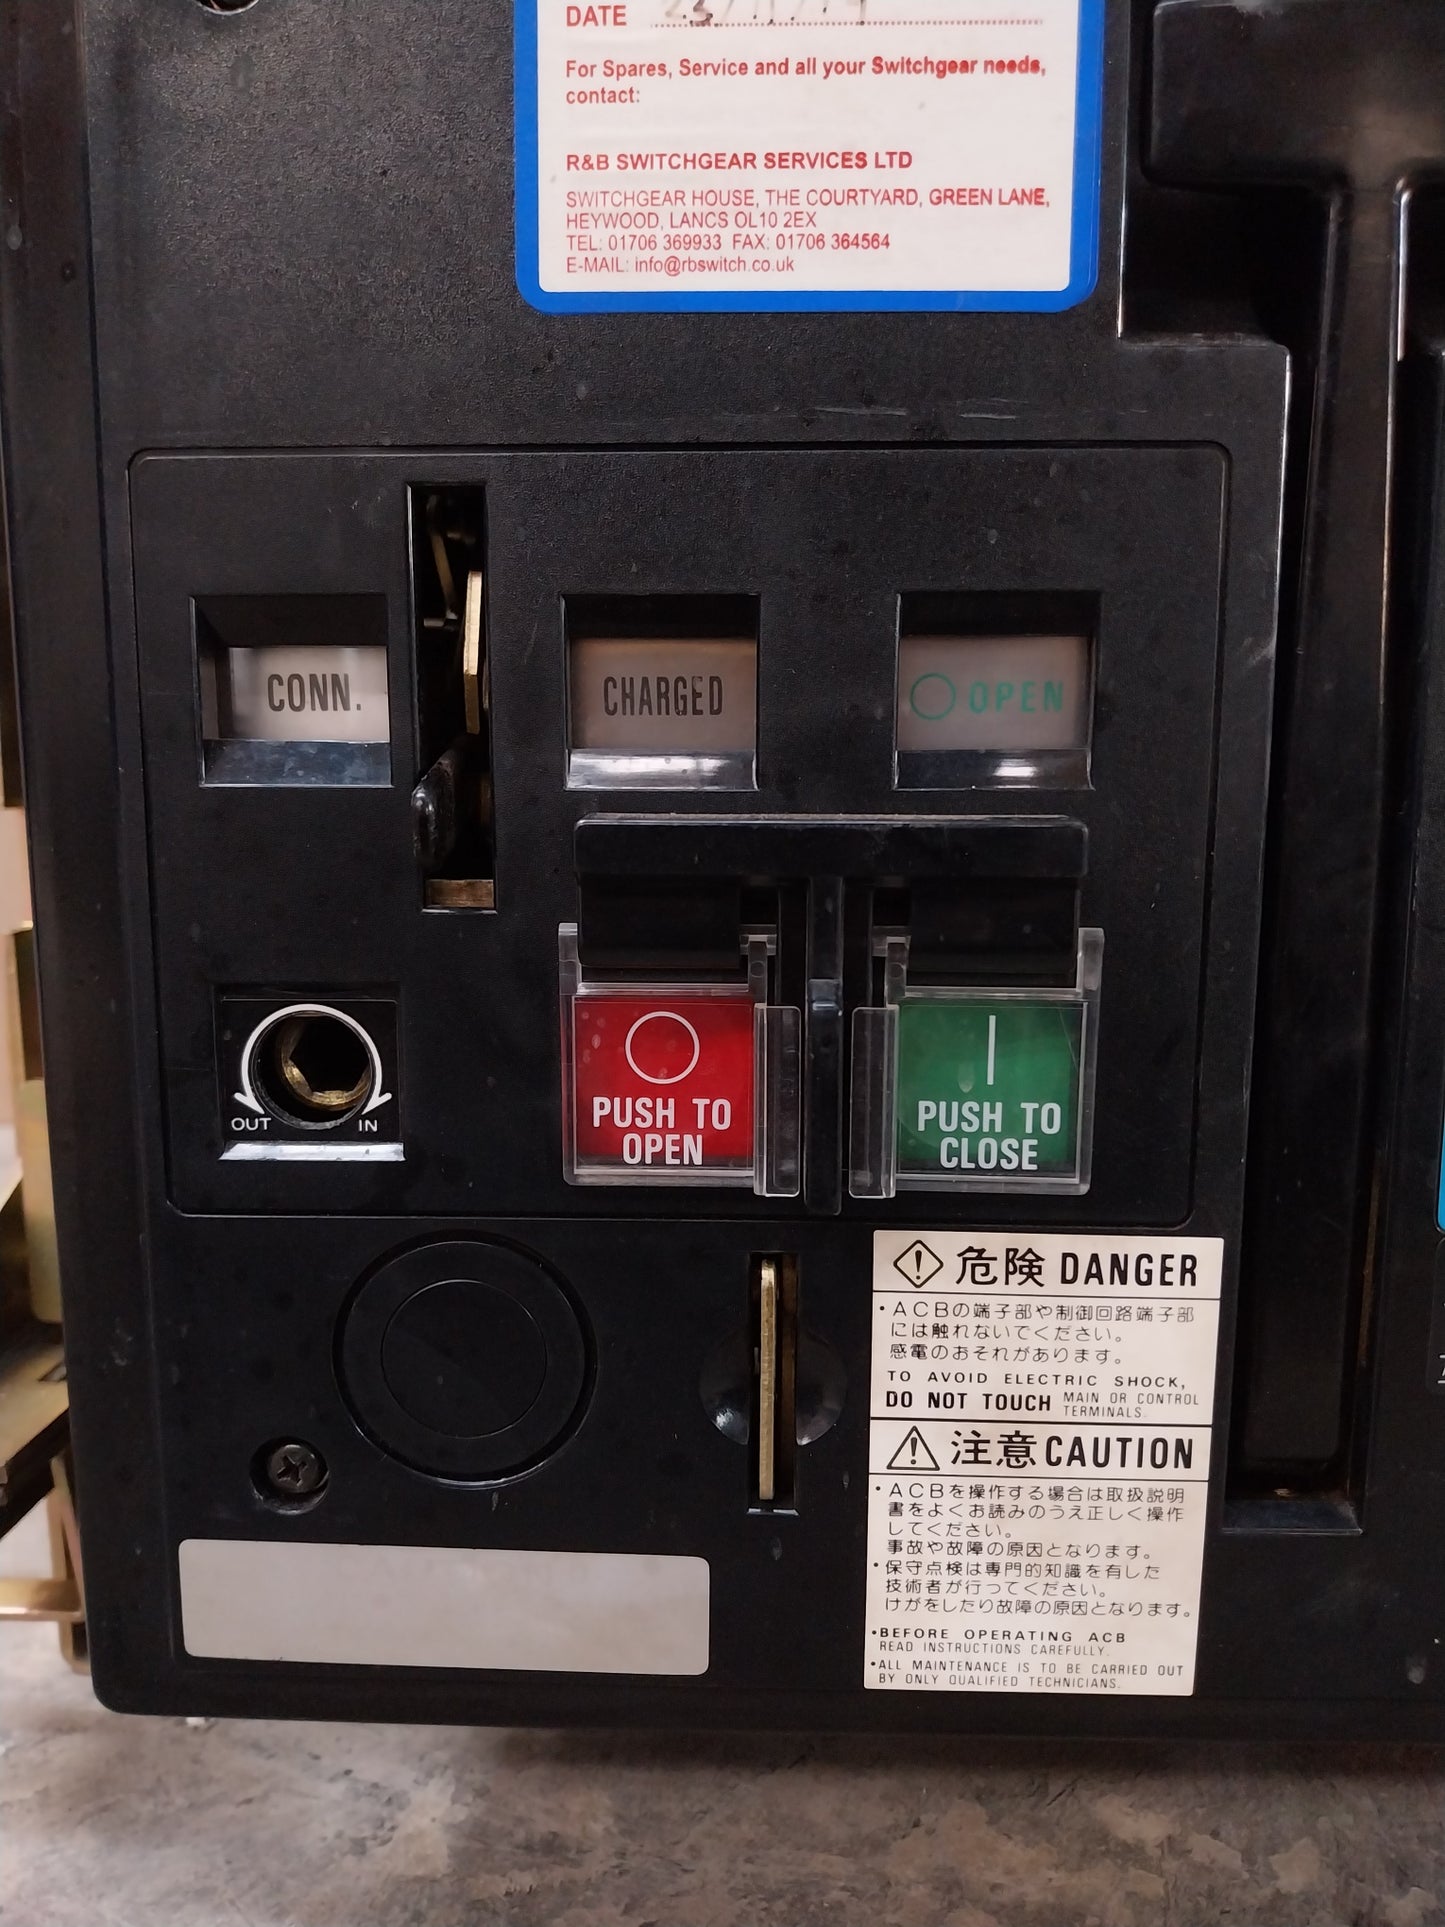 DATE
For Spares, Service and all your Switchgear needs,
contact:
R&B SWITCHGEAR SERVICES LTD
SWITCHGEAR HOUSE, THE COURTYARD, GREEN LANE,
HEYWOOD, LANCS OL10 2EX
TEL: 01706 369933 FAX: 01706 364564
E-MAIL: info@rbswitch.co.uk
CONN.
CHARGED
OPEN
OUT IN
PUSH TO
OPEN
PUSH TO
CLOSE
危険 DANGER
・ACBの端子部や制御回路端子部
には触れないでください。
感電のおそれがあります。
TO AVOID ELECTRIC SHOCK,
DO NOT TOUCH MAIN OR CONTROL
TERMINALS.
注意 CAUTION
・ACBを操作する場合は取扱説明
書をよくお読みのうえ正しく操作
してください。
事故や故障の原因となります。
・保守点検は専門的知識を有した
技術者が行ってください。
けがをしたり故障の原因となります。
・BEFORE OPERATING ACB
READ INSTRUCTIONS CAREFULLY.
・ALL MAINTENANCE IS TO BE CARRIED OUT
BY ONLY QUALIFIED TECHNICIANS.